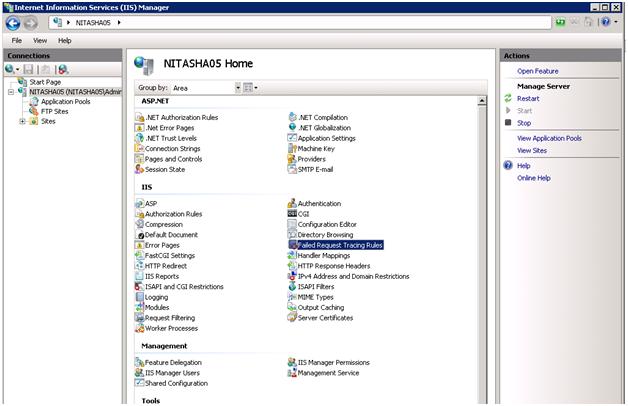 Internet Information Services (IIS) Manager
NITASHA05
File View Help
Connections
Start Page
NITASHA05 (NITASHA05\Admin
Application Pools
FTP Sites
Sites
NITASHA05 Home
Group by: Area
ASP.NET
.NET Authorization Rules .NET Compilation
.Net Error Pages .NET Globalization
.NET Trust Levels Application Settings
Connection Strings Machine Key
Pages and Controls Providers
Session State SMTP E-mail
IIS
ASP Authentication
Authorization Rules CGI
Compression Configuration Editor
Default Document Directory Browsing
Error Pages Failed Request Tracing Rules
FastCGI Settings Handler Mappings
HTTP Redirect HTTP Response Headers
IIS Reports IPv4 Address and Domain Restrictions
ISAPI and CGI Restrictions ISAPI Filters
Logging MIME Types
Modules Output Caching
Request Filtering Server Certificates
Worker Processes
Management
Feature Delegation IIS Manager Permissions
IIS Manager Users Management Service
Shared Configuration
Tools
Actions
Open Feature
Manage Server
Restart
Start
Stop
View Application Pools
View Sites
Help
Online Help